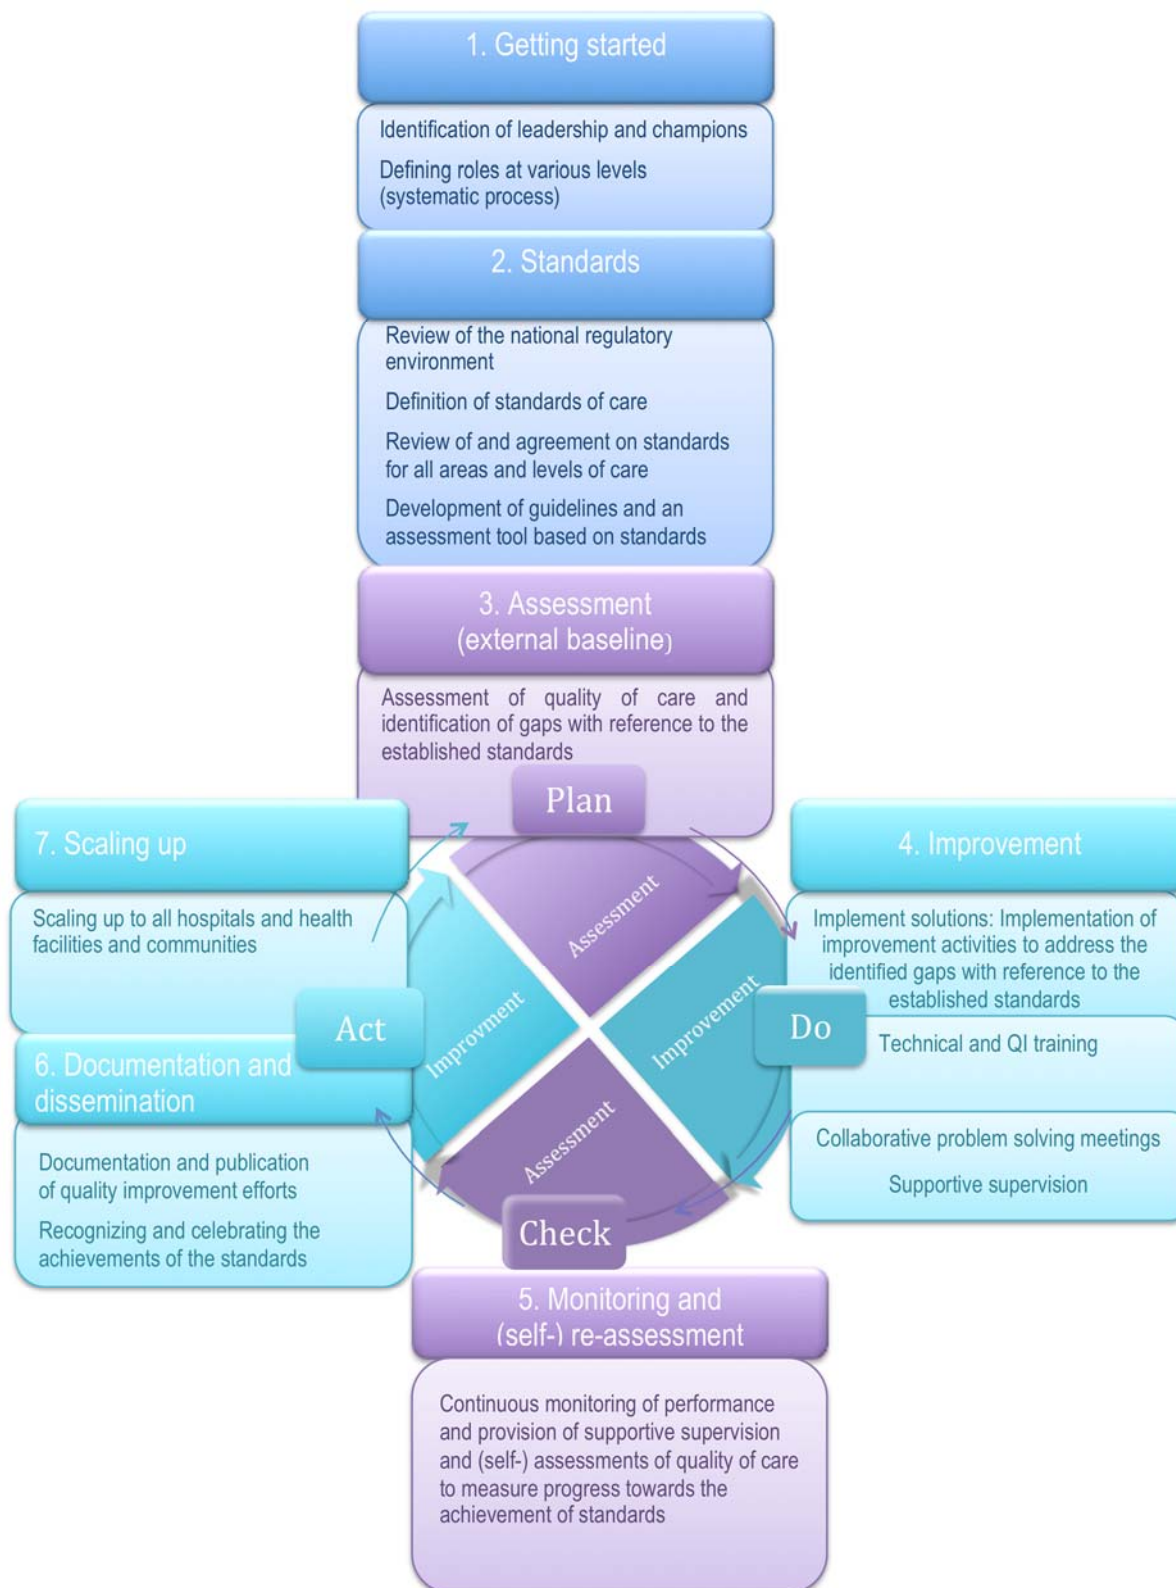 1. Getting started
Identification of leadership and champions
Defining roles at various levels
(systematic process)
2. Standards
Review of the national regulatory
environment
Definition of standards of care
Review of and agreement on standards
for all areas and levels of care
Development of guidelines and an
assessment tool based on standards
3. Assessment
(external baseline)
Assessment of quality of care and
identification of gaps with reference to the
established standards
Plan
Assessment
4. Improvement
Implement solutions: Implementation of
improvement activities to address the
identified gaps with reference to the
established standards
Do
Improvement
Technical and QI training
Collaborative problem solving meetings
Supportive supervision
Assessment
Check
5. Monitoring and
(self-) re-assessment
Continuous monitoring of performance
and provision of supportive supervision
and (self-) assessments of quality of care
to measure progress towards the
achievement of standards
Act
Improvment
6. Documentation and
dissemination
Documentation and publication
of quality improvement efforts
Recognizing and celebrating the
achievements of the standards
7. Scaling up
Scaling up to all hospitals and health
facilities and communities